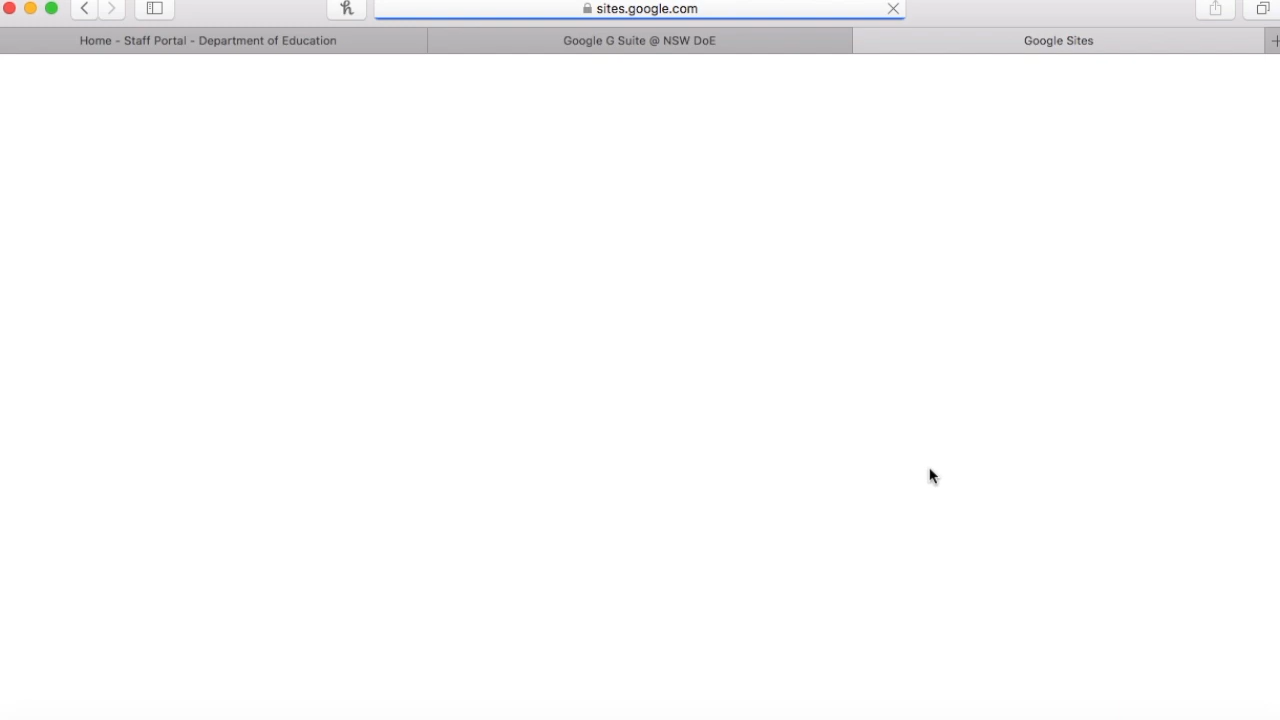 sites.google.com
Home - Staff Portal - Department of Education
Google G Suite @ NSW DoE
Google Sites